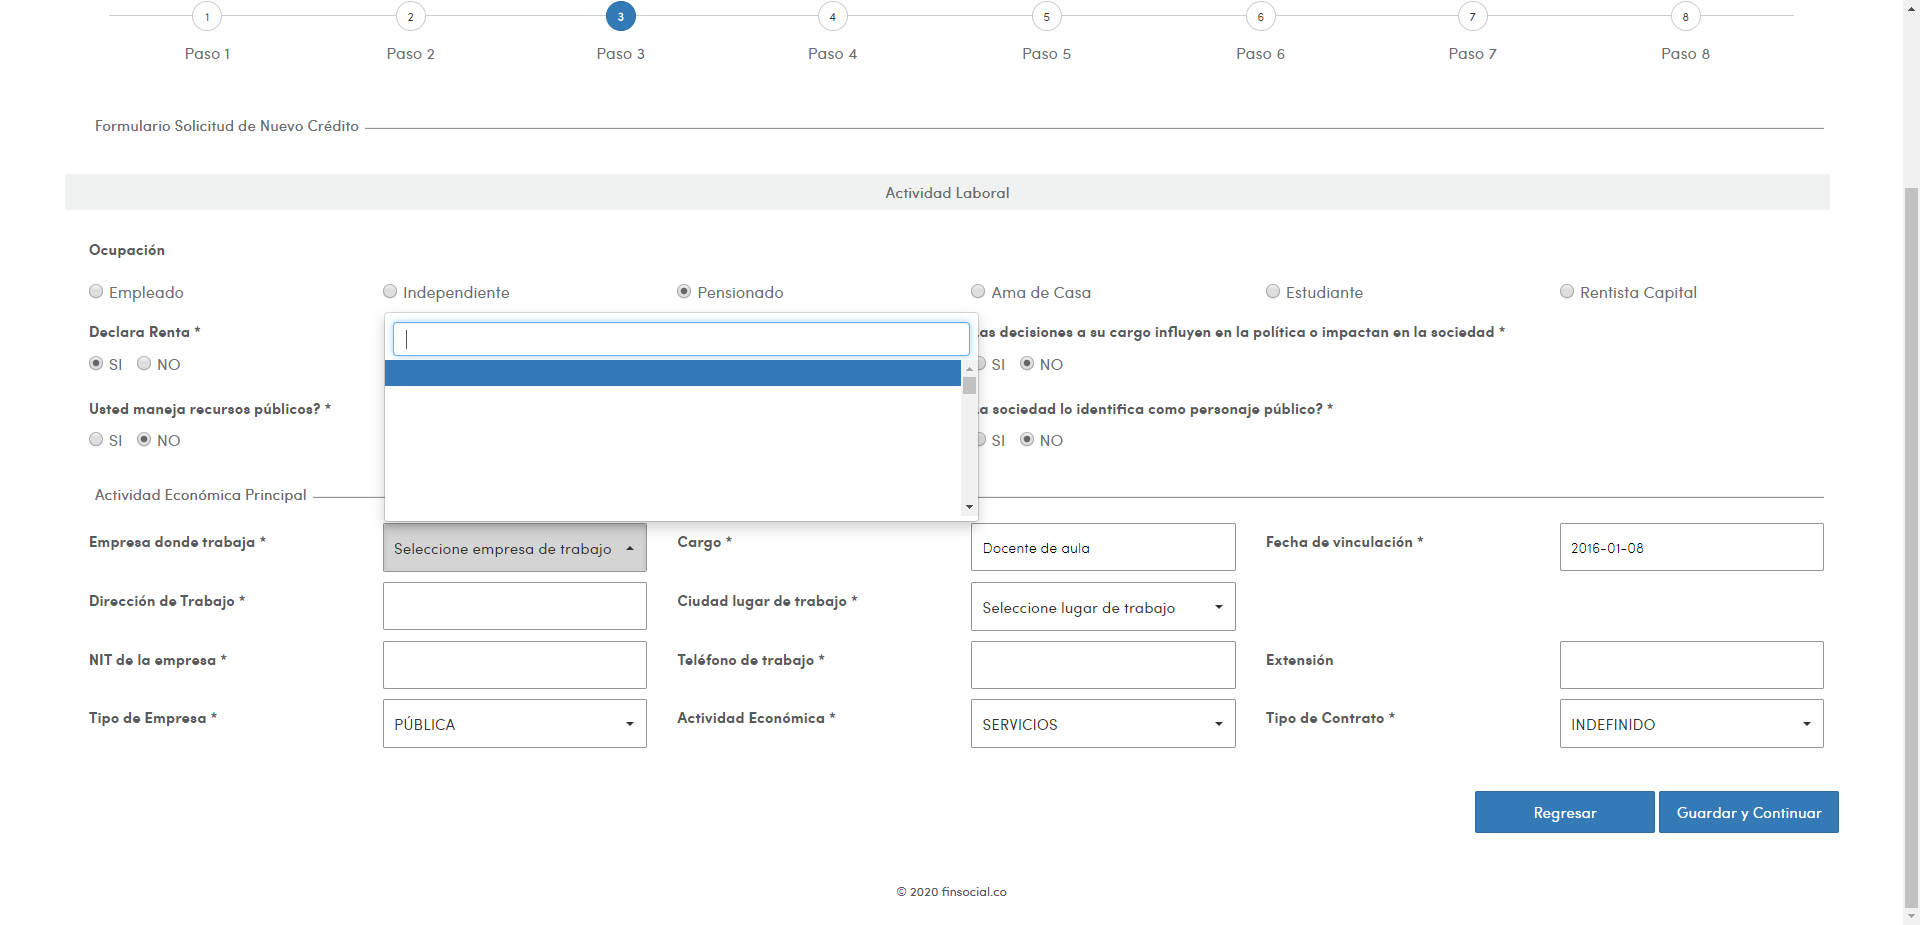 1 2 3 4 5 6 7 8
Paso 1 Paso 2 Paso 3 Paso 4 Paso 5 Paso 6 Paso 7 Paso 8
Formulario Solicitud de Nuevo Crédito
Actividad Laboral
Ocupación
Empleado Independiente Pensionado Ama de Casa Estudiante Rentista Capital
Declara Renta * as decisiones a su cargo influyen en la política o impactan en la sociedad *
SI NO SI NO
Usted maneja recursos públicos? * a sociedad lo identifica como personaje público? *
SI NO SI NO
Actividad Económica Principal
Empresa donde trabaja * Seleccione empresa de trabajo Cargo * Docente de aula Fecha de vinculación * 2016-01-08
Dirección de Trabajo * Ciudad lugar de trabajo * Seleccione lugar de trabajo
NIT de la empresa * Teléfono de trabajo * Extensión
Tipo de Empresa * PÚBLICA Actividad Económica * SERVICIOS Tipo de Contrato * INDEFINIDO
Regresar Guardar y Continuar
© 2020 finsocial.co